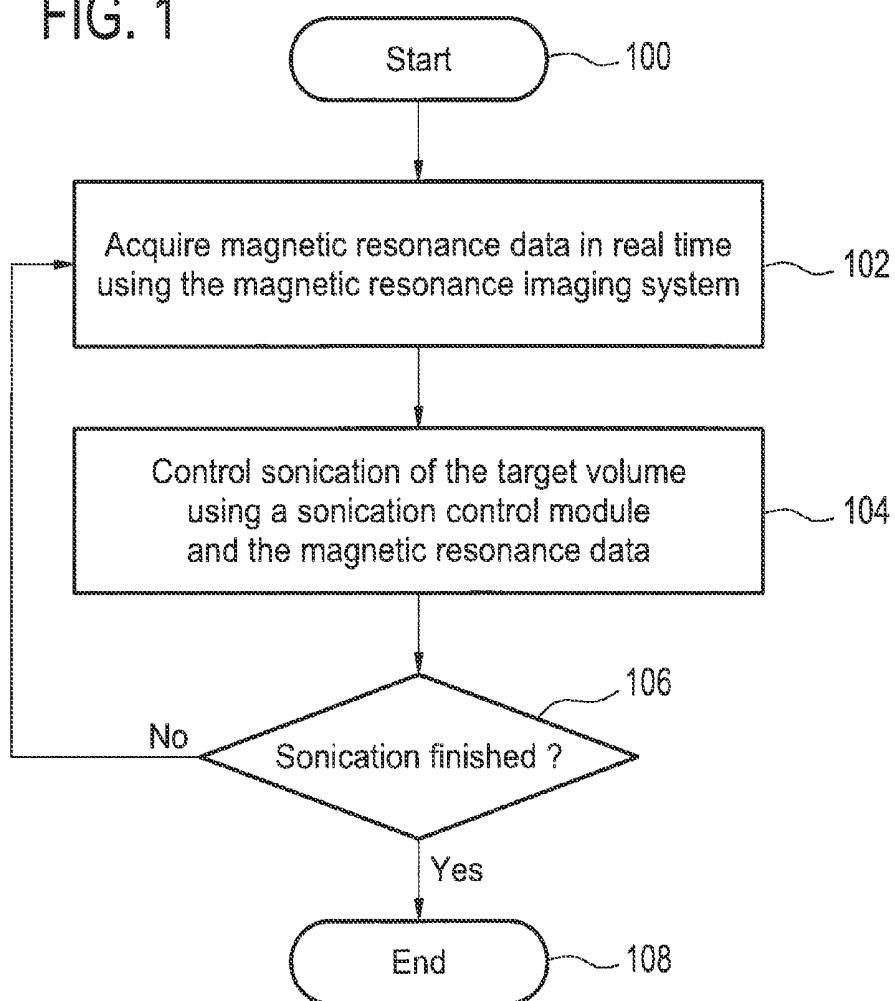 FIG. 1
Start
100
Acquire magnetic resonance data in real time
using the magnetic resonance imaging system
102
Control sonication of the target volume
using a sonication control module
and the magnetic resonance data
104
106
No
Sonication finished ?
Yes
End
108